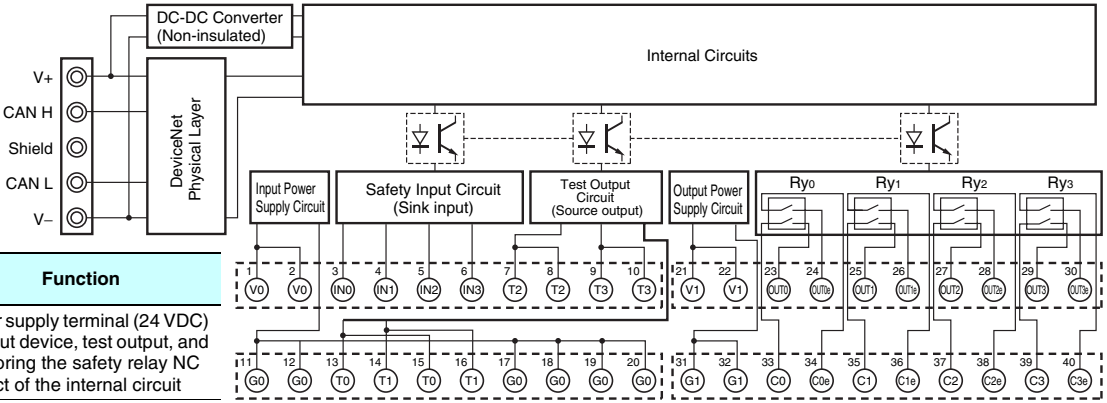 DC-DC Converter
(Non-insulated)
Internal Circuits
V+
CAN H
Shield
CAN L
V–
DeviceNet
Physical Layer
Input Power
Supply Circuit
Safety Input Circuit
(Sink input)
Test Output
Circuit
(Source output)
Output Power
Supply Circuit
Ry0 Ry1 Ry2 Ry3
1 2 3 4 5 6 7 8 9 10
V0 V0 IN0 IN1 IN2 IN3 T2 T2 T3 T3
21 22 23 24 25 26 27 28 29 30
V1 V1 OUT0 OUT0e OUT1 OUT1e OUT2 OUT2e OUT3 OUT3e
11 12 13 14 15 16 17 18 19 20
G0 G0 T0 T1 T0 T1 G0 G0 G0 G0
31 32 33 34 35 36 37 38 39 40
G1 G1 C0 C0e C1 C1e C2 C2e C3 C3e
Function
r supply terminal (24 VDC)
ut device, test output, and
oring the safety relay NC
ct of the internal circuit